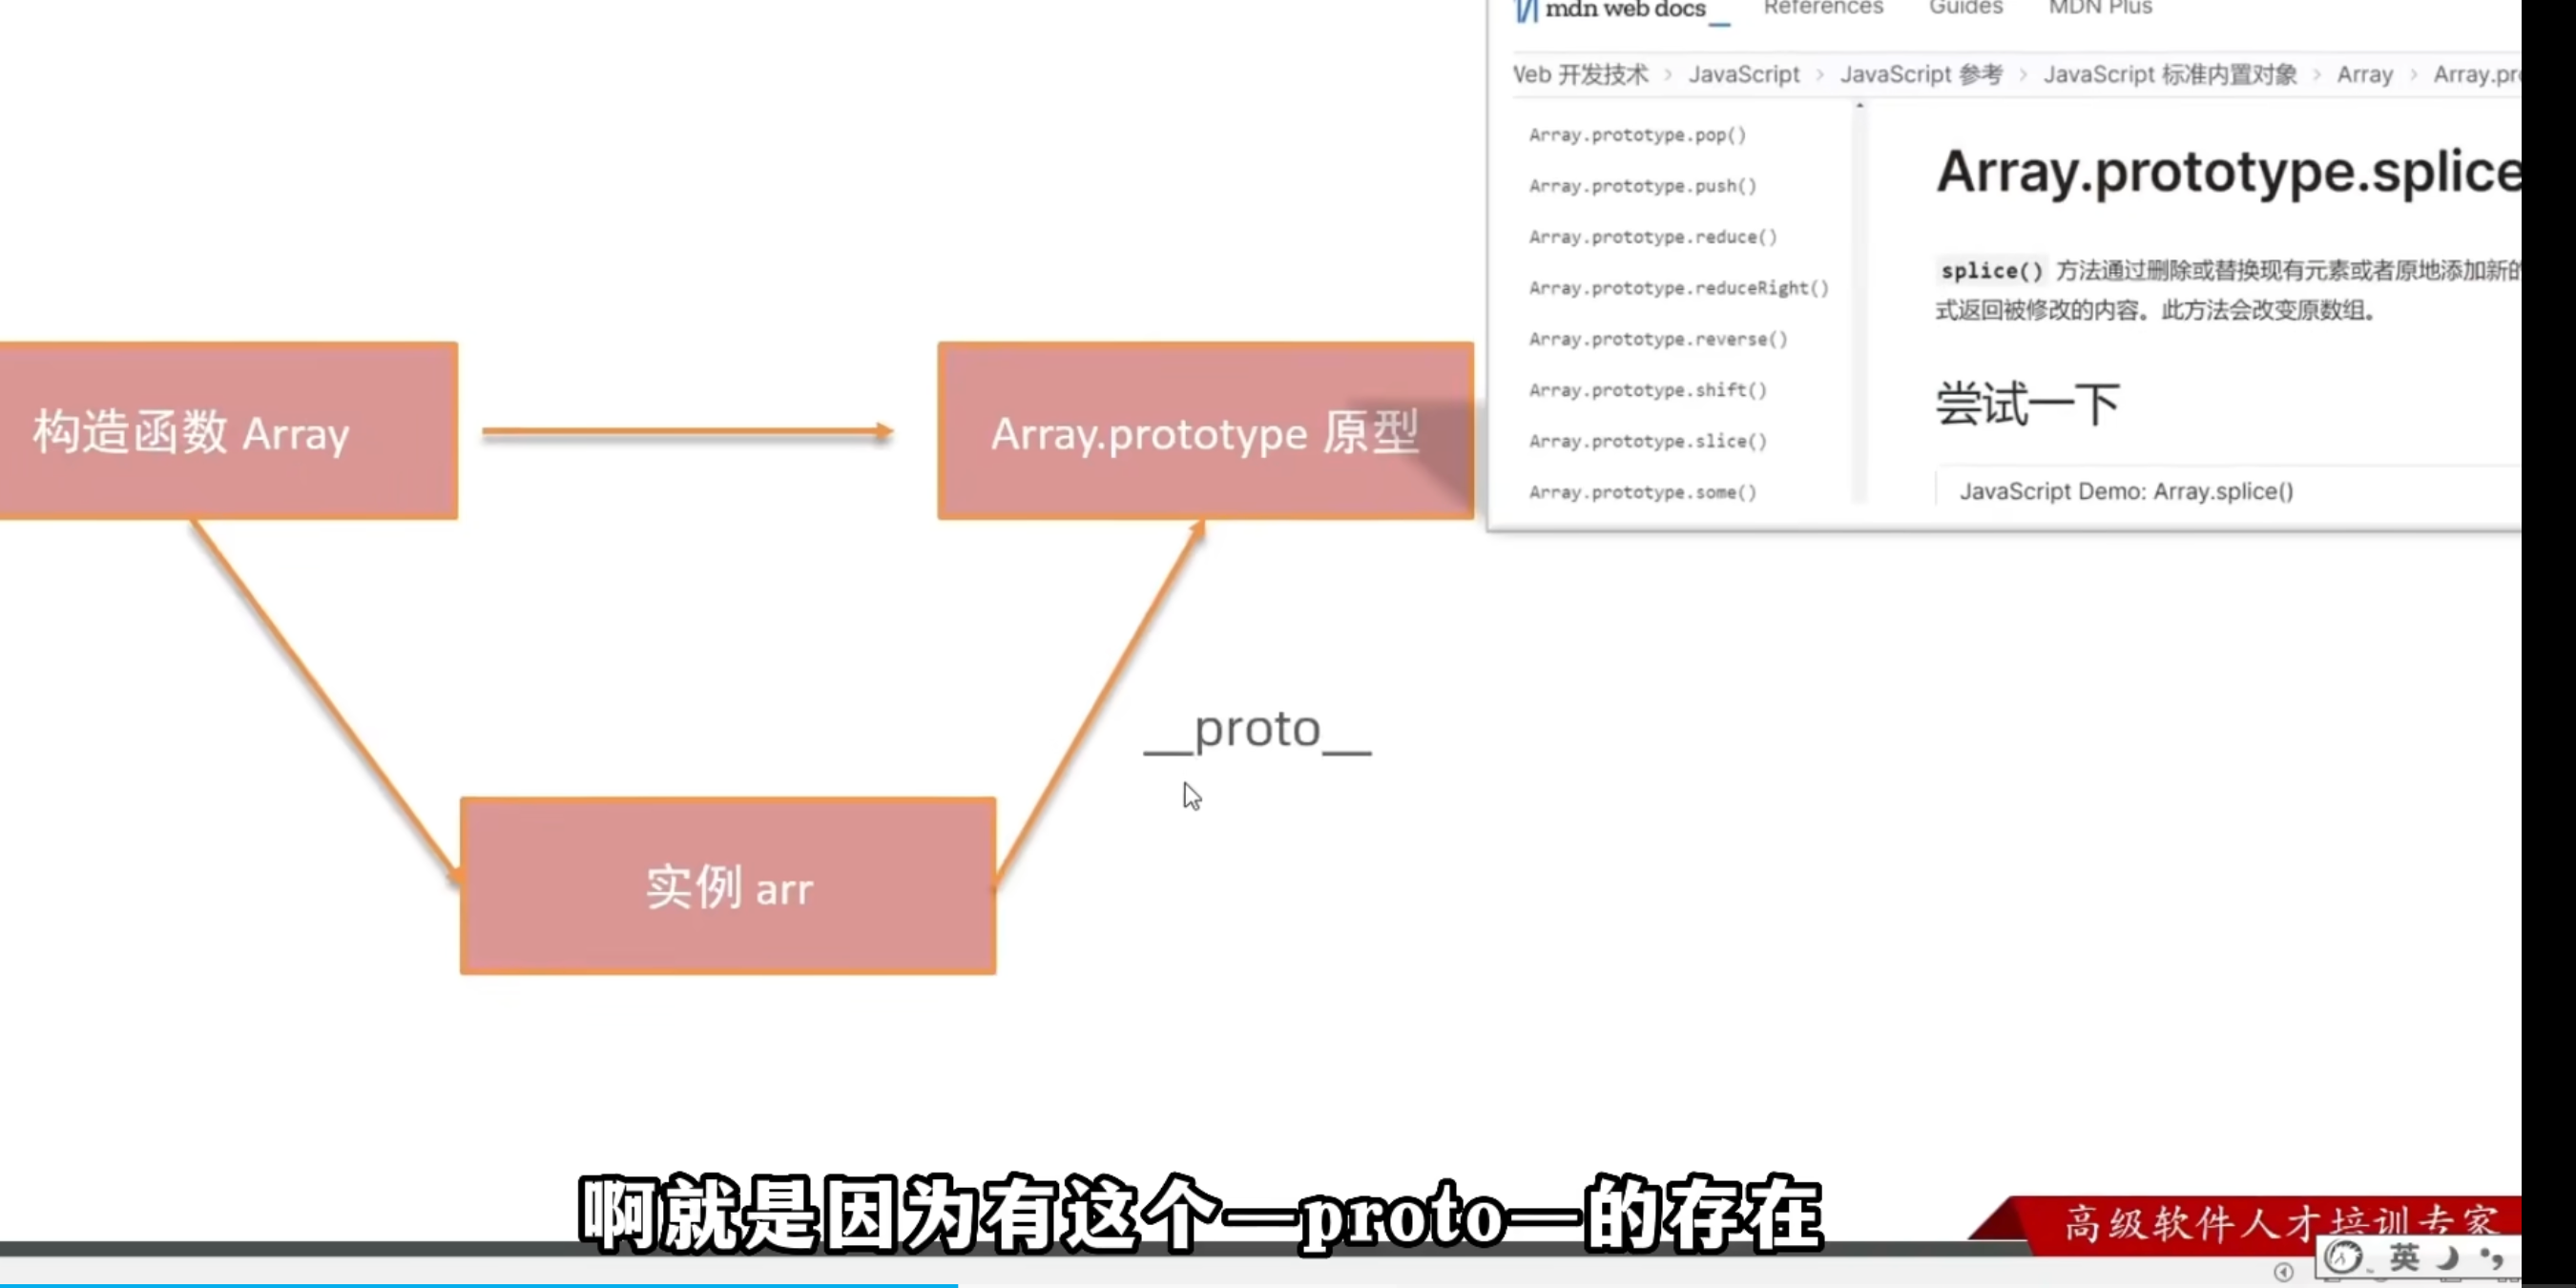 mdn web docs_
References Guides MDN Plus
Web 开发技术 > JavaScript > JavaScript 参考 > JavaScript 标准内置对象 > Array > Array.pr
Array.prototype.pop()
Array.prototype.push()
Array.prototype.reduce()
Array.prototype.reduceRight()
Array.prototype.reverse()
Array.prototype.shift()
Array.prototype.slice()
Array.prototype.some()
Array.prototype.splice
splice() 方法通过删除或替换现有元素或者原地添加新的
式返回被修改的内容。此方法会改变原数组。
尝试一下
JavaScript Demo: Array.splice()
构造函数 Array
Array.prototype 原型
__proto__
实例 arr
啊就是因为有这个—proto—的存在
高级软件人才培训专家
英